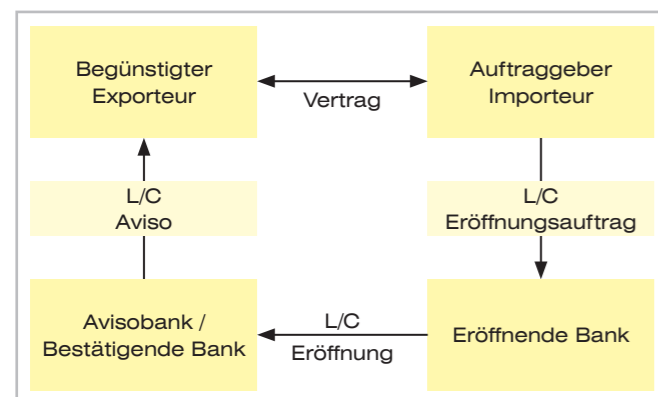 Begünstigter
Exporteur
Vertrag
Auftraggeber
Importeur
L/C
Aviso
L/C
Eröffnungsauftrag
Avisobank /
Bestätigende Bank
L/C
Eröffnung
Eröffnende Bank